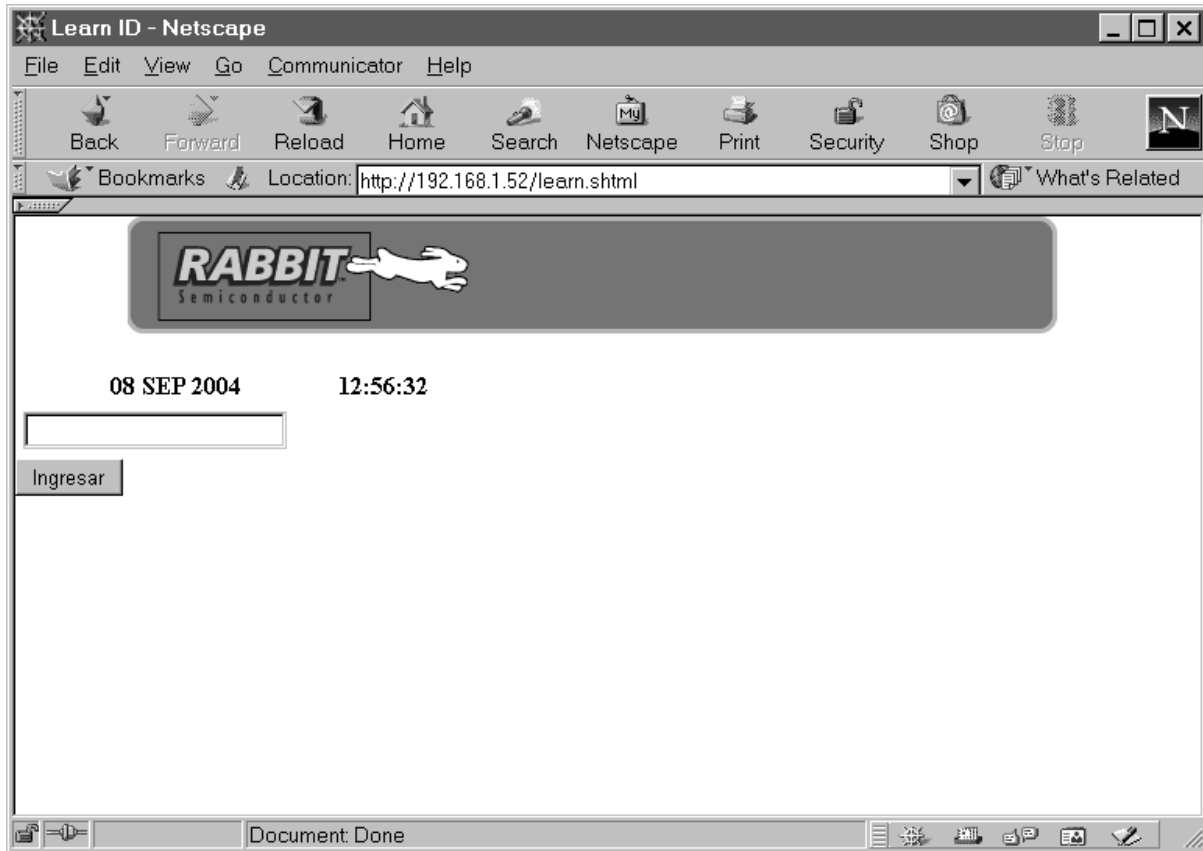 Learn ID - Netscape
File Edit View Go Communicator Help
Back Forward Reload Home Search My Netscape Print Security Shop Stop N
Bookmarks Location: http://192.168.1.52/learn.shtml What's Related
RABBIT
Semiconductor
08 SEP 2004 12:56:32
Ingresar
Document: Done